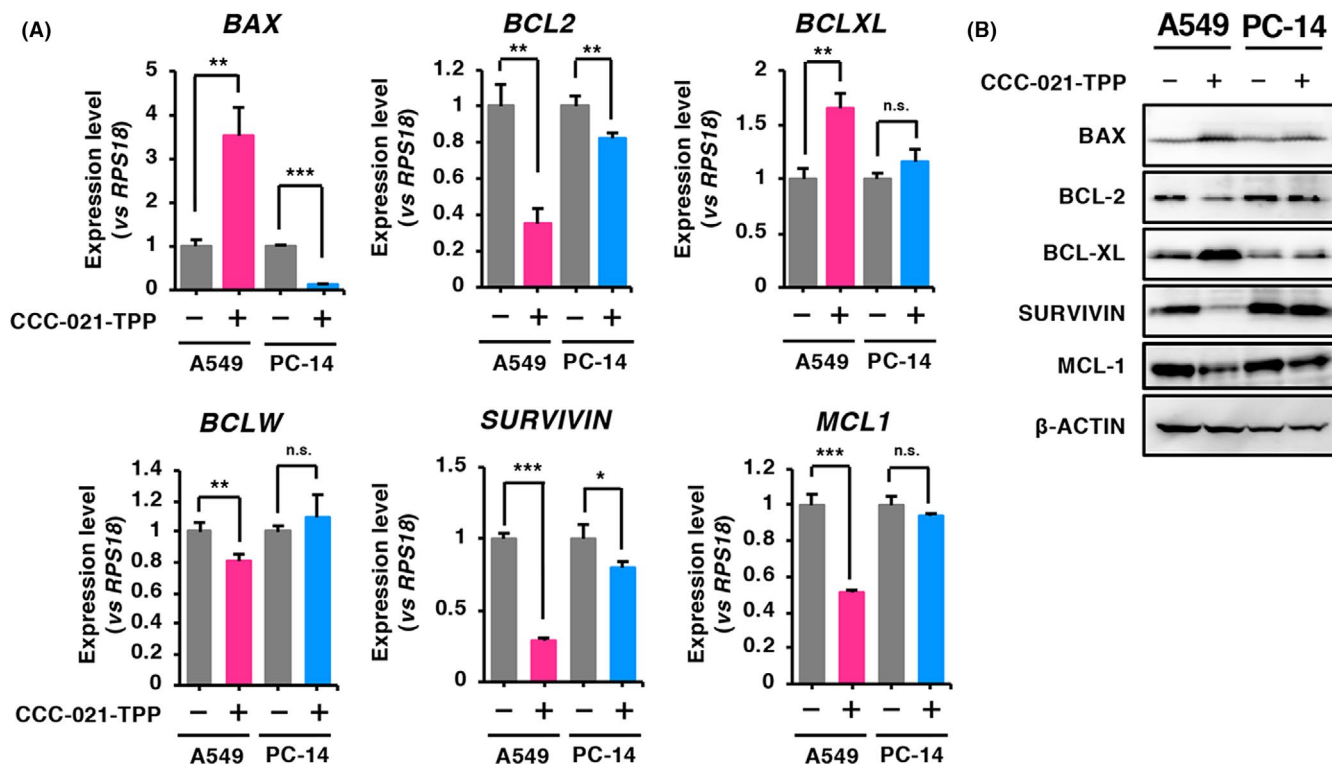 (A)
BAX
Expression level
(vs RPS18)
5
4
3
2
1
0
**
***
CCC-021-TPP
− + − +
A549 PC-14
BCL2
Expression level
(vs RPS18)
1.2
1
0.8
0.6
0.4
0.2
0
**
**
− + − +
A549 PC-14
BCLXL
Expression level
(vs RPS18)
2
1.5
1
0.5
0
**
n.s.
− + − +
A549 PC-14
BCLW
Expression level
(vs RPS18)
1.4
1.2
1
0.8
0.6
0.4
0.2
0
**
n.s.
CCC-021-TPP
− + − +
A549 PC-14
SURVIVIN
Expression level
(vs RPS18)
1.5
1
0.5
0
***
*
− + − +
A549 PC-14
MCL1
Expression level
(vs RPS18)
1.2
1
0.8
0.6
0.4
0.2
0
***
n.s.
− + − +
A549 PC-14
(B)
A549 PC-14
CCC-021-TPP − + − +
BAX
BCL-2
BCL-XL
SURVIVIN
MCL-1
β-ACTIN